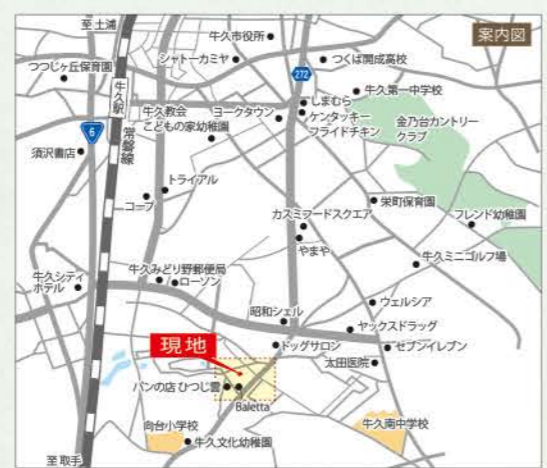 至 土浦
牛久市役所
案内図
つつじヶ丘保育園
シャトーカミヤ
つくば開成高校
272
牛久駅
牛久第一中学校
しまむら
牛久教会
こどもの家幼稚園
ヨークタウン
ケンタッキー
フライドチキン
金乃台カントリー
クラブ
6
常磐線
須沢書店
トライアル
コープ
栄町保育園
カスミフードスクエア
フレンド幼稚園
やまや
牛久ミニゴルフ場
牛久みどり野郵便局
ローソン
牛久シティ
ホテル
ウェルシア
昭和シェル
ヤックスドラッグ
現地
ドッグサロン
セブンイレブン
太田医院
パンの店 ひつじ雲
Baletta
向台小学校
牛久南中学校
牛久文化幼稚園
至 取手